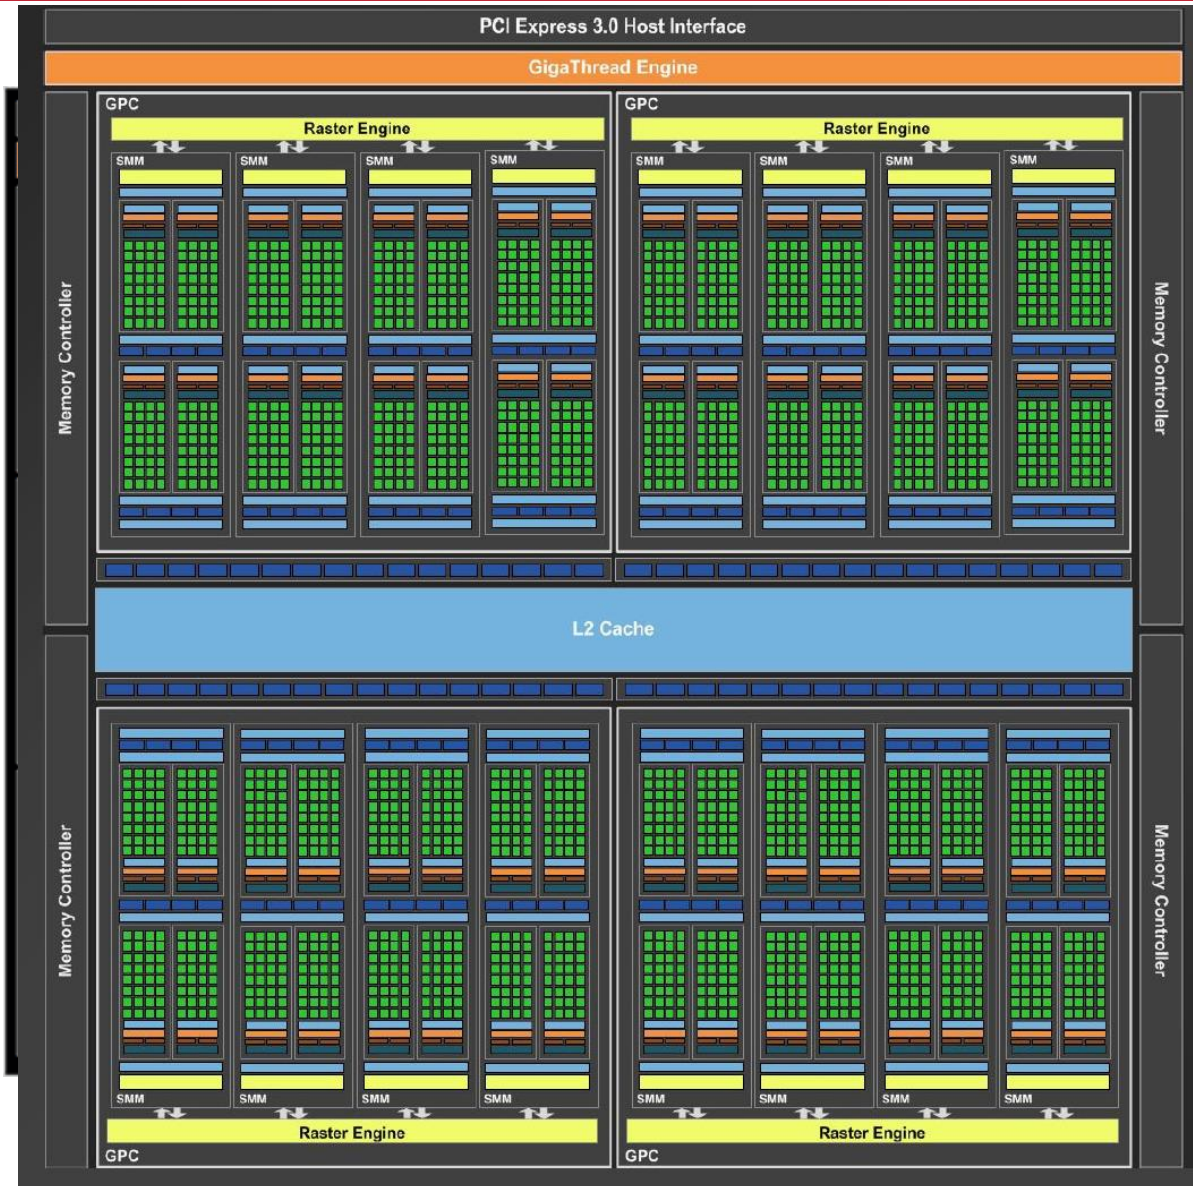 PCI Express 3.0 Host Interface
GigaThread Engine
GPC
GPC
Raster Engine
Raster Engine
SMM
SMM
SMM
SMM
SMM
SMM
SMM
SMM
Memory Controller
Memory Controller
L2 Cache
Memory Controller
Memory Controller
SMM
SMM
SMM
SMM
SMM
SMM
SMM
SMM
Raster Engine
Raster Engine
GPC
GPC